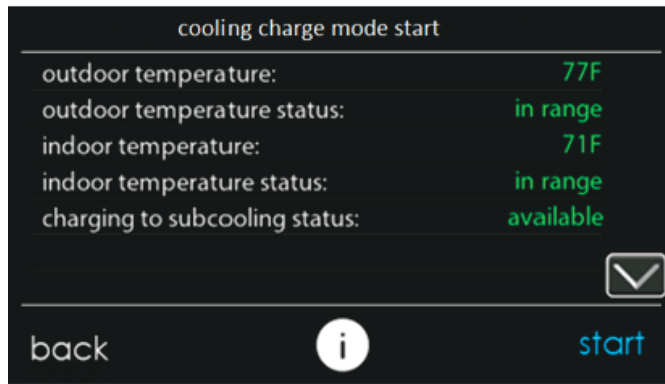 cooling charge mode start
outdoor temperature: 77F
outdoor temperature status: in range
indoor temperature: 71F
indoor temperature status: in range
charging to subcooling status: available
back i start